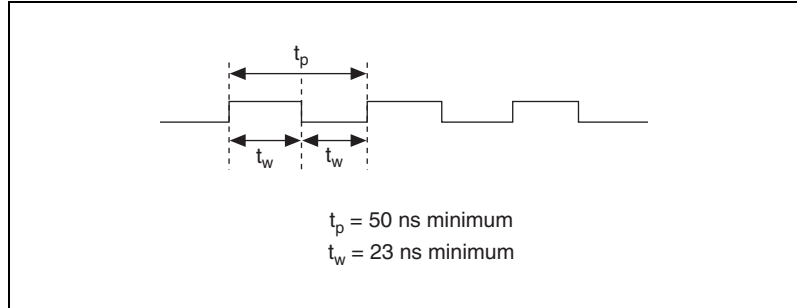 tp
tw tw
tp = 50 ns minimum
tw = 23 ns minimum